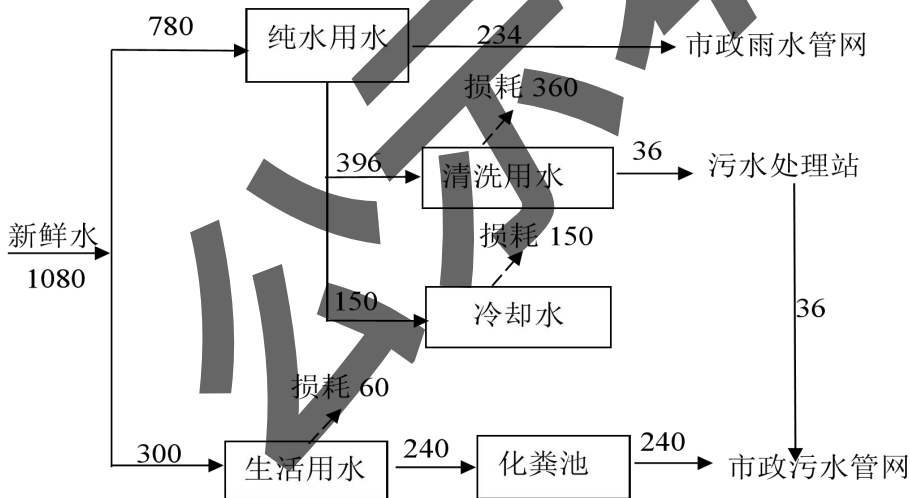 780
纯水用水
234
市政雨水管网
损耗 360
396
清洗用水
36
污水处理站
新鲜水
1080
损耗 150
150
冷却水
36
损耗 60
300
生活用水
240
化粪池
240
市政污水管网